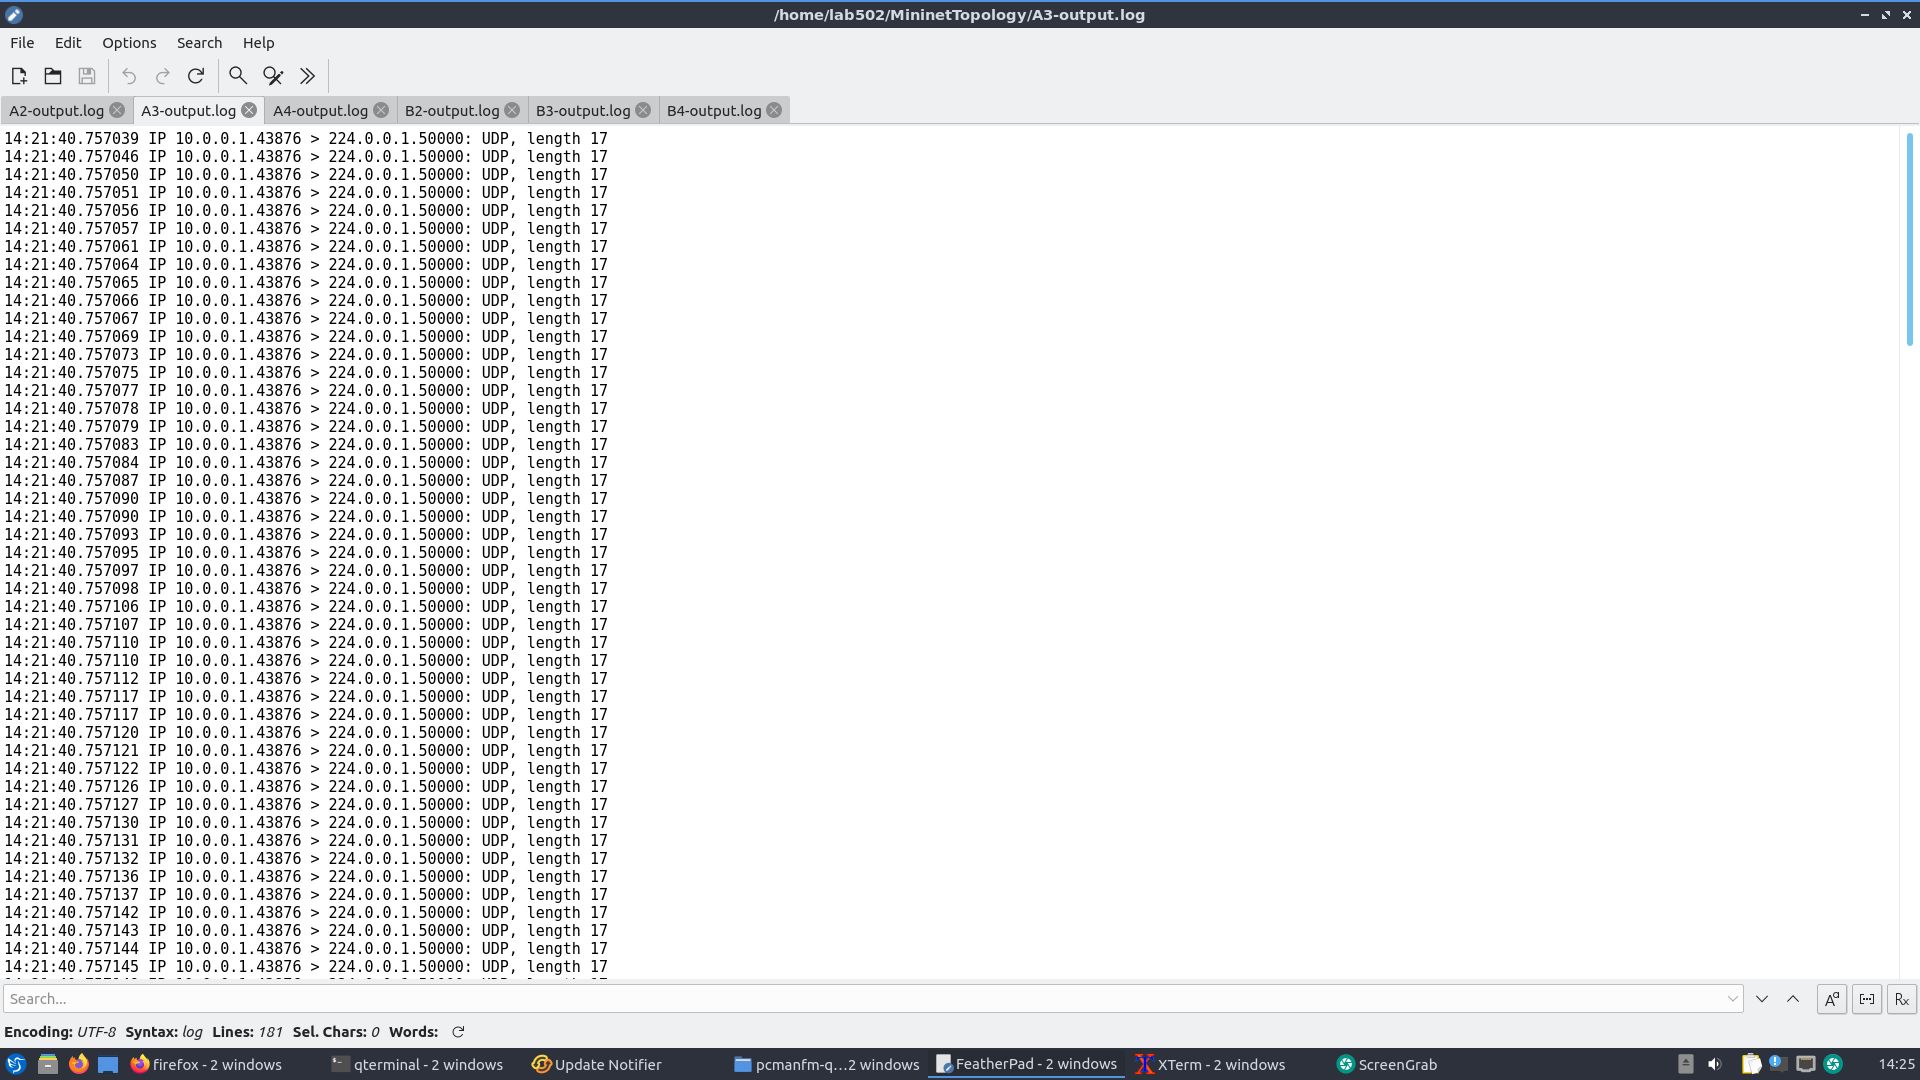 /home/lab502/MininetTopology/A3-output.log
File Edit Options Search Help
A2-output.log A3-output.log A4-output.log B2-output.log B3-output.log B4-output.log
14:21:40.757039 IP 10.0.0.1.43876 > 224.0.0.1.50000: UDP, length 17
14:21:40.757046 IP 10.0.0.1.43876 > 224.0.0.1.50000: UDP, length 17
14:21:40.757050 IP 10.0.0.1.43876 > 224.0.0.1.50000: UDP, length 17
14:21:40.757051 IP 10.0.0.1.43876 > 224.0.0.1.50000: UDP, length 17
14:21:40.757056 IP 10.0.0.1.43876 > 224.0.0.1.50000: UDP, length 17
14:21:40.757057 IP 10.0.0.1.43876 > 224.0.0.1.50000: UDP, length 17
14:21:40.757061 IP 10.0.0.1.43876 > 224.0.0.1.50000: UDP, length 17
14:21:40.757064 IP 10.0.0.1.43876 > 224.0.0.1.50000: UDP, length 17
14:21:40.757065 IP 10.0.0.1.43876 > 224.0.0.1.50000: UDP, length 17
14:21:40.757066 IP 10.0.0.1.43876 > 224.0.0.1.50000: UDP, length 17
14:21:40.757067 IP 10.0.0.1.43876 > 224.0.0.1.50000: UDP, length 17
14:21:40.757069 IP 10.0.0.1.43876 > 224.0.0.1.50000: UDP, length 17
14:21:40.757073 IP 10.0.0.1.43876 > 224.0.0.1.50000: UDP, length 17
14:21:40.757075 IP 10.0.0.1.43876 > 224.0.0.1.50000: UDP, length 17
14:21:40.757077 IP 10.0.0.1.43876 > 224.0.0.1.50000: UDP, length 17
14:21:40.757078 IP 10.0.0.1.43876 > 224.0.0.1.50000: UDP, length 17
14:21:40.757079 IP 10.0.0.1.43876 > 224.0.0.1.50000: UDP, length 17
14:21:40.757083 IP 10.0.0.1.43876 > 224.0.0.1.50000: UDP, length 17
14:21:40.757084 IP 10.0.0.1.43876 > 224.0.0.1.50000: UDP, length 17
14:21:40.757087 IP 10.0.0.1.43876 > 224.0.0.1.50000: UDP, length 17
14:21:40.757090 IP 10.0.0.1.43876 > 224.0.0.1.50000: UDP, length 17
14:21:40.757090 IP 10.0.0.1.43876 > 224.0.0.1.50000: UDP, length 17
14:21:40.757093 IP 10.0.0.1.43876 > 224.0.0.1.50000: UDP, length 17
14:21:40.757095 IP 10.0.0.1.43876 > 224.0.0.1.50000: UDP, length 17
14:21:40.757097 IP 10.0.0.1.43876 > 224.0.0.1.50000: UDP, length 17
14:21:40.757098 IP 10.0.0.1.43876 > 224.0.0.1.50000: UDP, length 17
14:21:40.757106 IP 10.0.0.1.43876 > 224.0.0.1.50000: UDP, length 17
14:21:40.757107 IP 10.0.0.1.43876 > 224.0.0.1.50000: UDP, length 17
14:21:40.757110 IP 10.0.0.1.43876 > 224.0.0.1.50000: UDP, length 17
14:21:40.757110 IP 10.0.0.1.43876 > 224.0.0.1.50000: UDP, length 17
14:21:40.757112 IP 10.0.0.1.43876 > 224.0.0.1.50000: UDP, length 17
14:21:40.757117 IP 10.0.0.1.43876 > 224.0.0.1.50000: UDP, length 17
14:21:40.757117 IP 10.0.0.1.43876 > 224.0.0.1.50000: UDP, length 17
14:21:40.757120 IP 10.0.0.1.43876 > 224.0.0.1.50000: UDP, length 17
14:21:40.757121 IP 10.0.0.1.43876 > 224.0.0.1.50000: UDP, length 17
14:21:40.757122 IP 10.0.0.1.43876 > 224.0.0.1.50000: UDP, length 17
14:21:40.757126 IP 10.0.0.1.43876 > 224.0.0.1.50000: UDP, length 17
14:21:40.757127 IP 10.0.0.1.43876 > 224.0.0.1.50000: UDP, length 17
14:21:40.757130 IP 10.0.0.1.43876 > 224.0.0.1.50000: UDP, length 17
14:21:40.757131 IP 10.0.0.1.43876 > 224.0.0.1.50000: UDP, length 17
14:21:40.757132 IP 10.0.0.1.43876 > 224.0.0.1.50000: UDP, length 17
14:21:40.757136 IP 10.0.0.1.43876 > 224.0.0.1.50000: UDP, length 17
14:21:40.757137 IP 10.0.0.1.43876 > 224.0.0.1.50000: UDP, length 17
14:21:40.757142 IP 10.0.0.1.43876 > 224.0.0.1.50000: UDP, length 17
14:21:40.757143 IP 10.0.0.1.43876 > 224.0.0.1.50000: UDP, length 17
14:21:40.757144 IP 10.0.0.1.43876 > 224.0.0.1.50000: UDP, length 17
14:21:40.757145 IP 10.0.0.1.43876 > 224.0.0.1.50000: UDP, length 17
Search...
Encoding: UTF-8 Syntax: log Lines: 181 Sel. Chars: 0 Words:
firefox - 2 windows qterminal - 2 windows Update Notifier pcmanfm-q...2 windows FeatherPad - 2 windows XTerm - 2 windows ScreenGrab 14:25